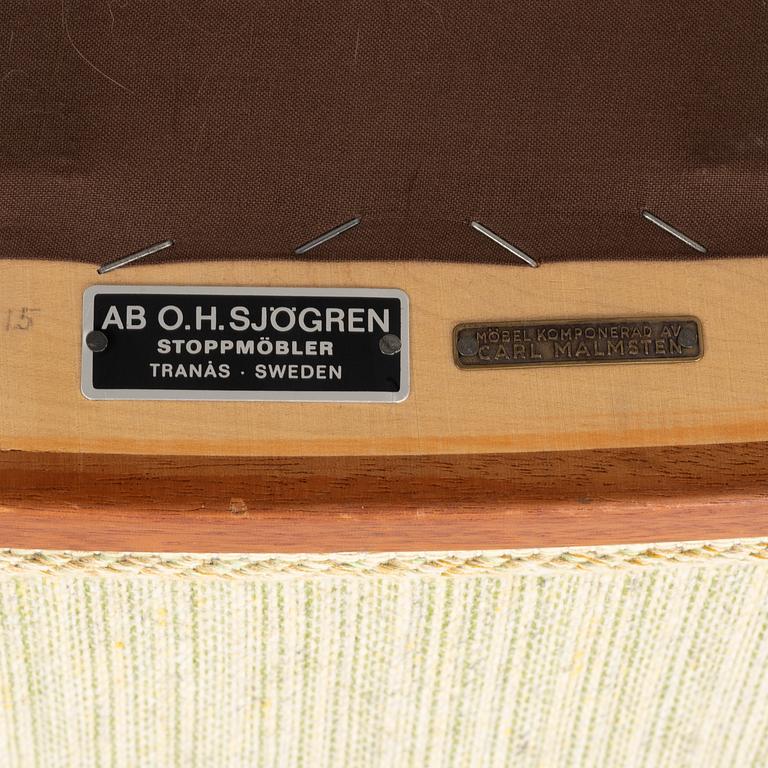 15
AB O.H. SJÖGREN
STOPPMÖBLER
TRANÅS · SWEDEN
MÖBEL KOMPONERAD AV
CARL MALMSTEN